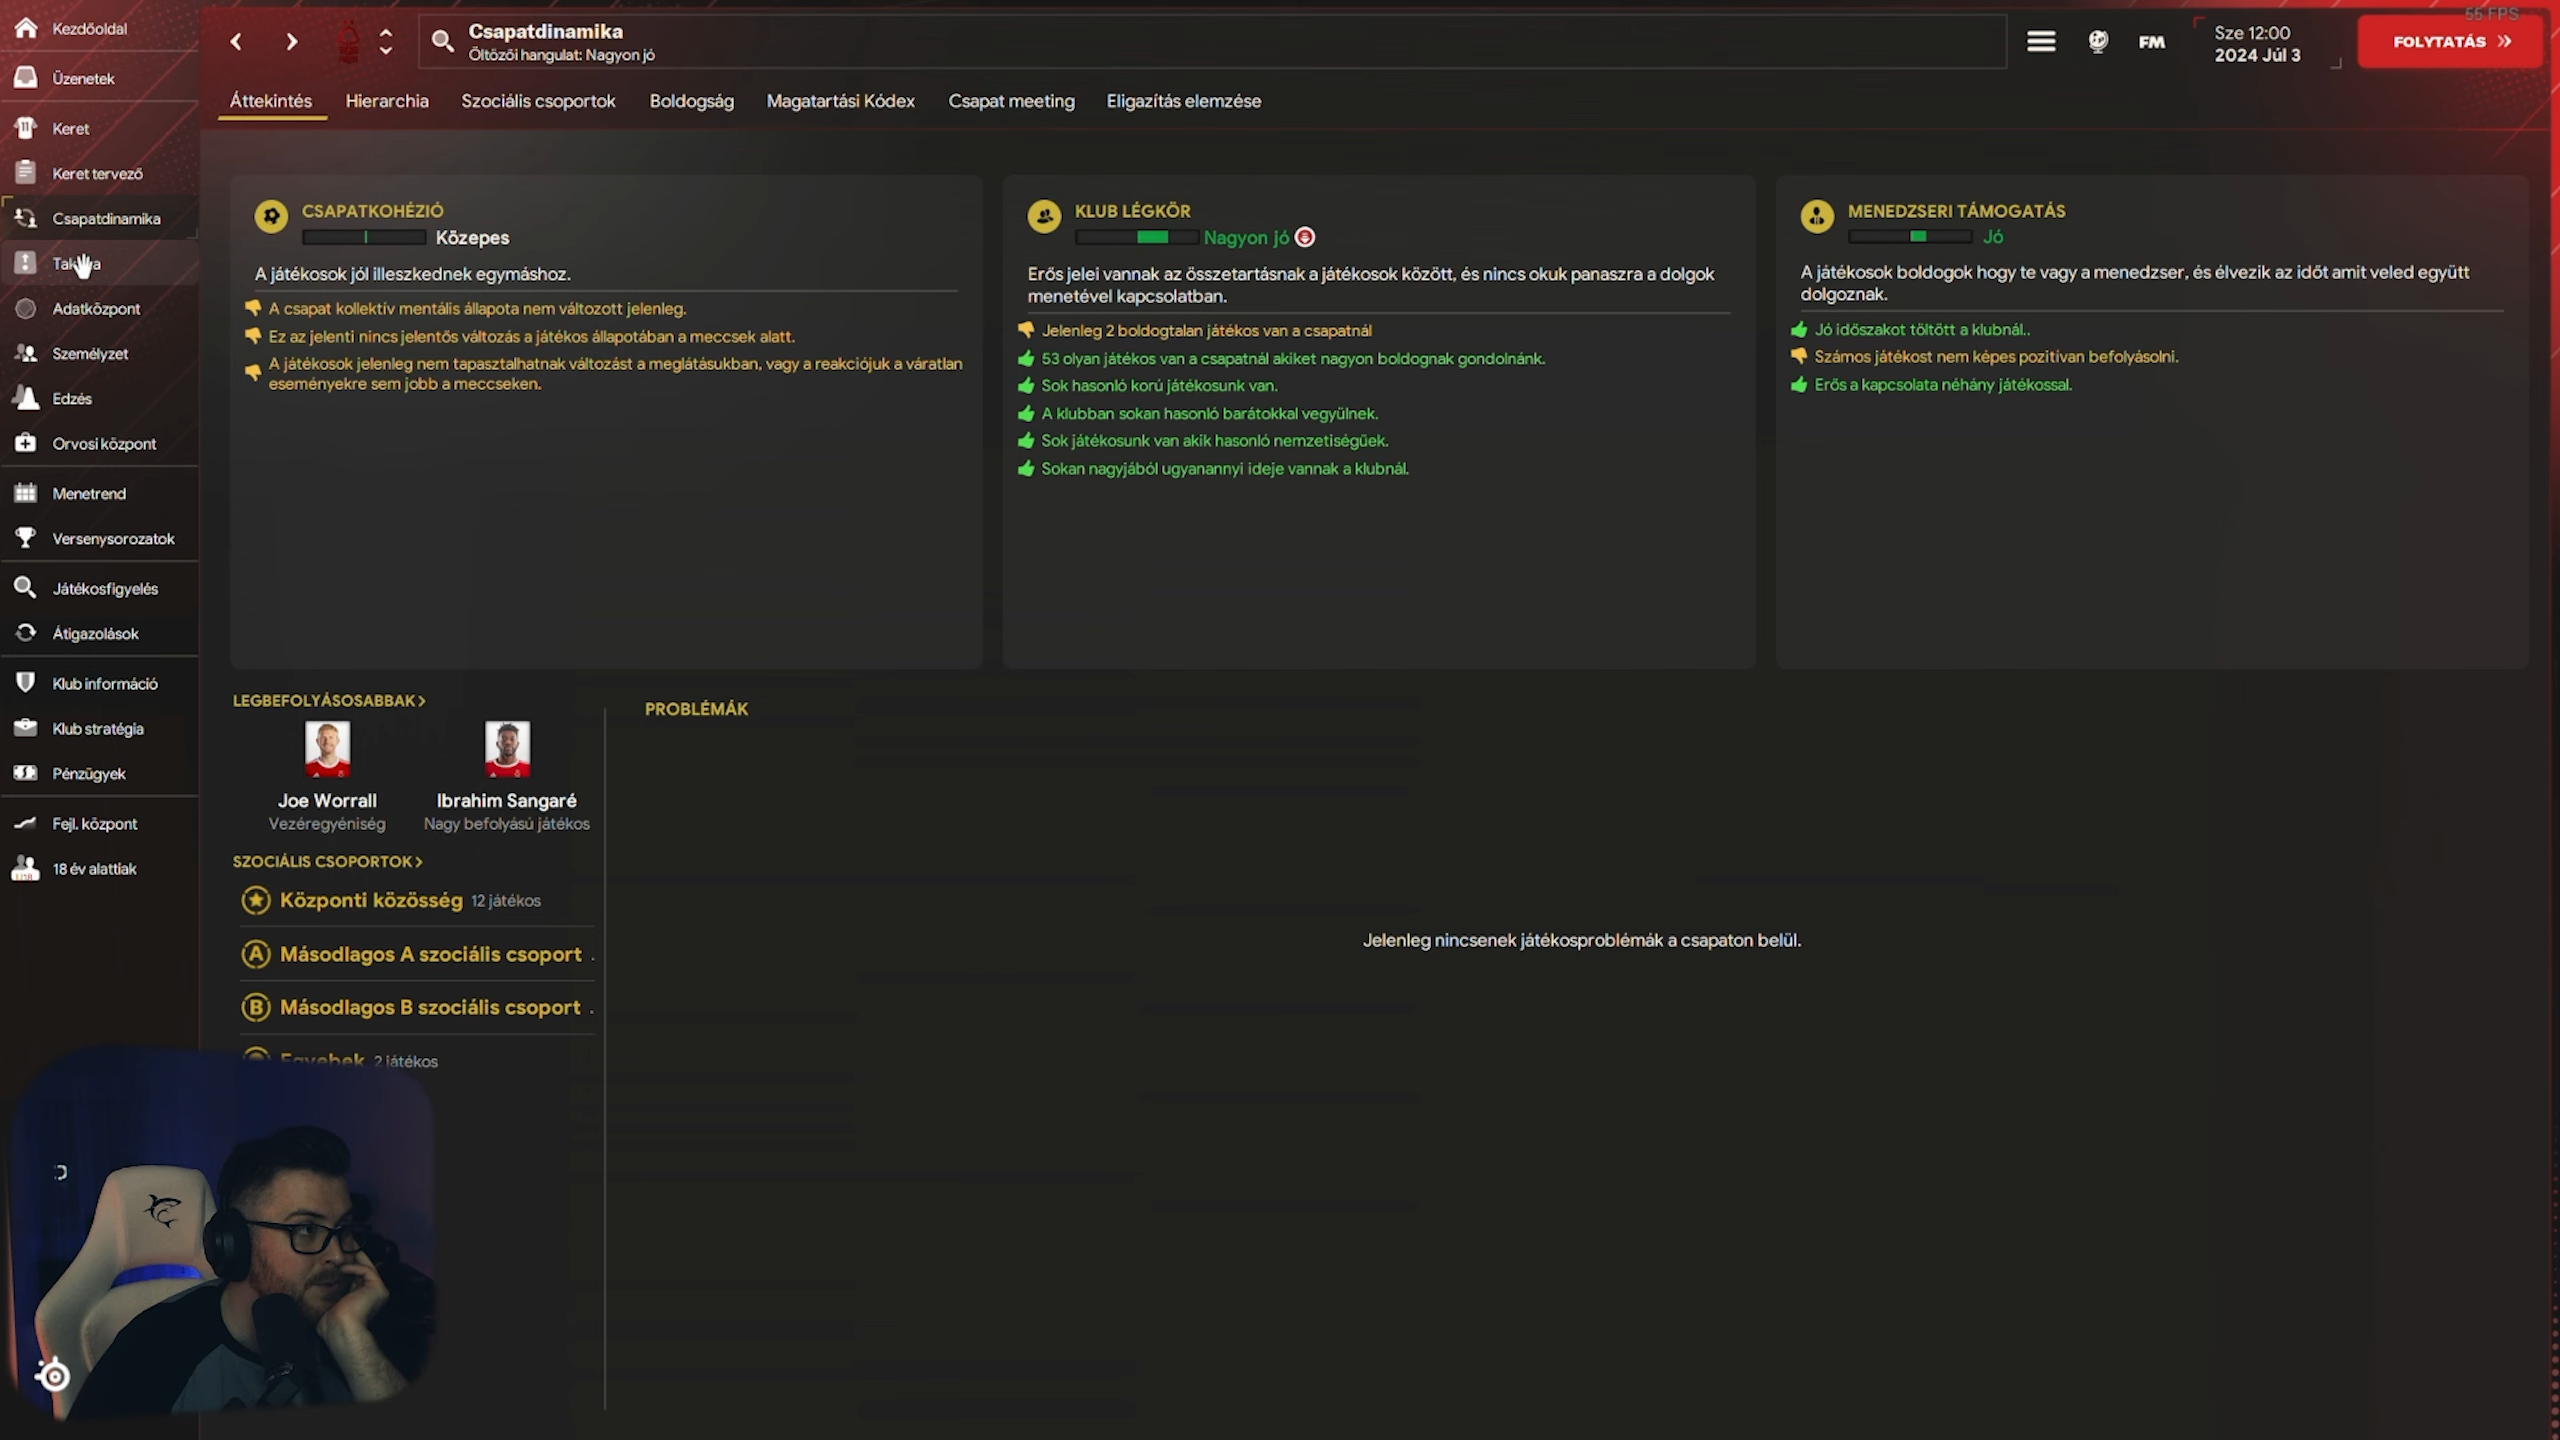 55 FPS
Kezdőoldal
Üzenetek
Keret
Keret tervező
Csapatdinamika
Adatközpont
Személyzet
Edzés
Orvosi központ
Menetrend
Versenysorozatok
Játékosfigyelés
Átigazolások
Klub információ
Klub stratégia
Pénzügyek
Fejl. központ
18 év alattiak
Csapatdinamika
Öltözői hangulat: Nagyon jó
FM
Sze 12:00
2024 Júl 3
FOLYTATÁS
Áttekintés
Hierarchia
Szociális csoportok
Boldogság
Magatartási Kódex
Csapat meeting
Eligazítás elemzése
CSAPATKOHÉZIÓ
Közepes
A játékosok jól illeszkednek egymáshoz.
A csapat kollektív mentális állapota nem változott jelenleg.
Ez az jelenti nincs jelentős változás a játékos állapotában a meccsek alatt.
A játékosok jelenleg nem tapasztalhatnak változást a meglátásukban, vagy a reakciójuk a váratlan
eseményekre sem jobb a meccseken.
KLUB LÉGKÖR
Nagyon jó
Erős jelei vannak az összetartásnak a játékosok között, és nincs okuk panaszra a dolgok
menetével kapcsolatban.
Jelenleg 2 boldogtalan játékos van a csapatnál
53 olyan játékos van a csapatnál akiket nagyon boldognak gondolnánk.
Sok hasonló korú játékosunk van.
A klubban sokan hasonló barátokkal vegyülnek.
Sok játékosunk van akik hasonló nemzetiségűek.
Sokan nagyjából ugyanannyi ideje vannak a klubnál.
MENEDZSERI TÁMOGATÁS
Jó
A játékosok boldogok hogy te vagy a menedzser, és élvezik az időt amit veled együtt
dolgoznak.
Jó időszakot töltött a klubnál..
Számos játékost nem képes pozitívan befolyásolni.
Erős a kapcsolata néhány játékossal.
LEGBEFOLYÁSOSABBAK >
Joe Worrall
Vezéregyéniség
Ibrahim Sangaré
Nagy befolyású játékos
SZOCIÁLIS CSOPORTOK >
Központi közösség 12 játékos
A Másodlagos A szociális csoport .
B Másodlagos B szociális csoport .
Egyebek 2 játékos
PROBLÉMÁK
Jelenleg nincsenek játékosproblémák a csapaton belül.